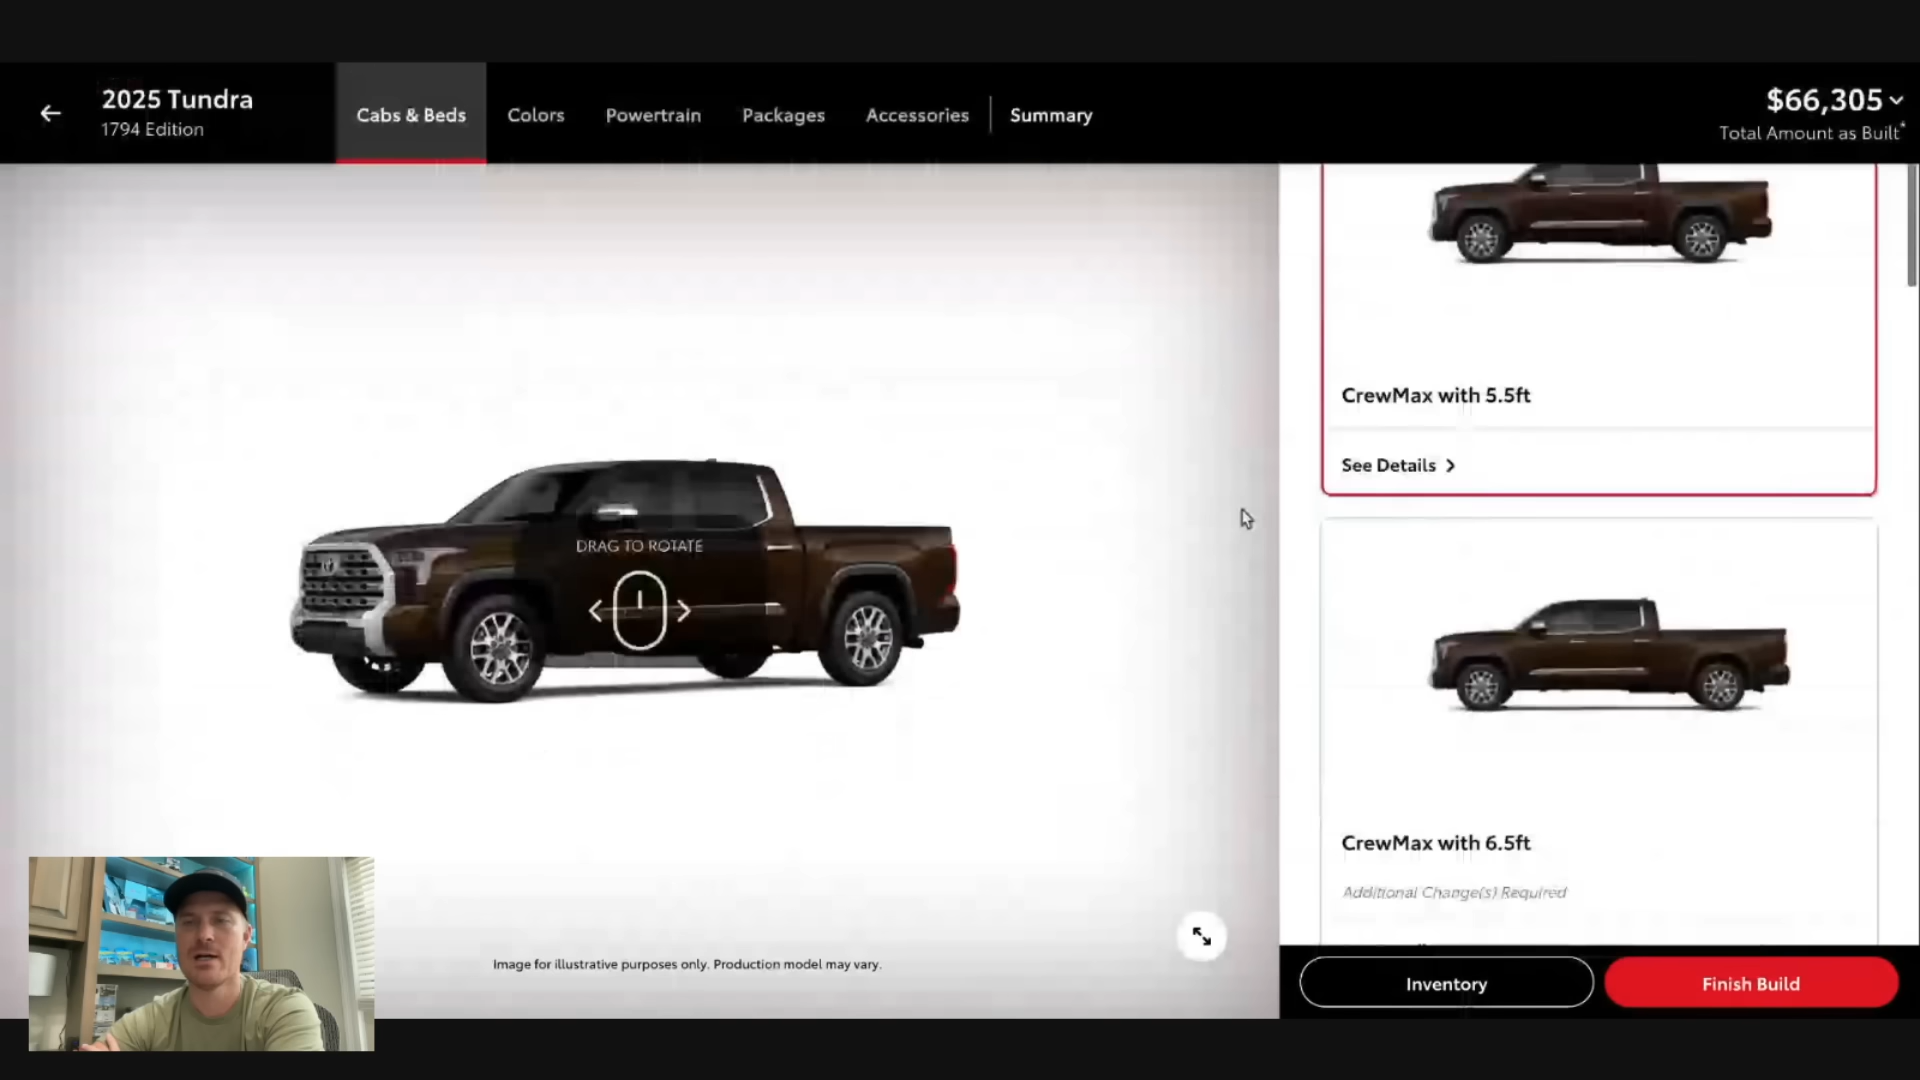 2025 Tundra
1794 Edition
Cabs & Beds
Colors
Powertrain
Packages
Accessories
Summary
$66,305
Total Amount as Built*
DRAG TO ROTATE
Image for illustrative purposes only. Production model may vary.
CrewMax with 5.5ft
See Details
CrewMax with 6.5ft
Additional Change(s) Required
Inventory
Finish Build